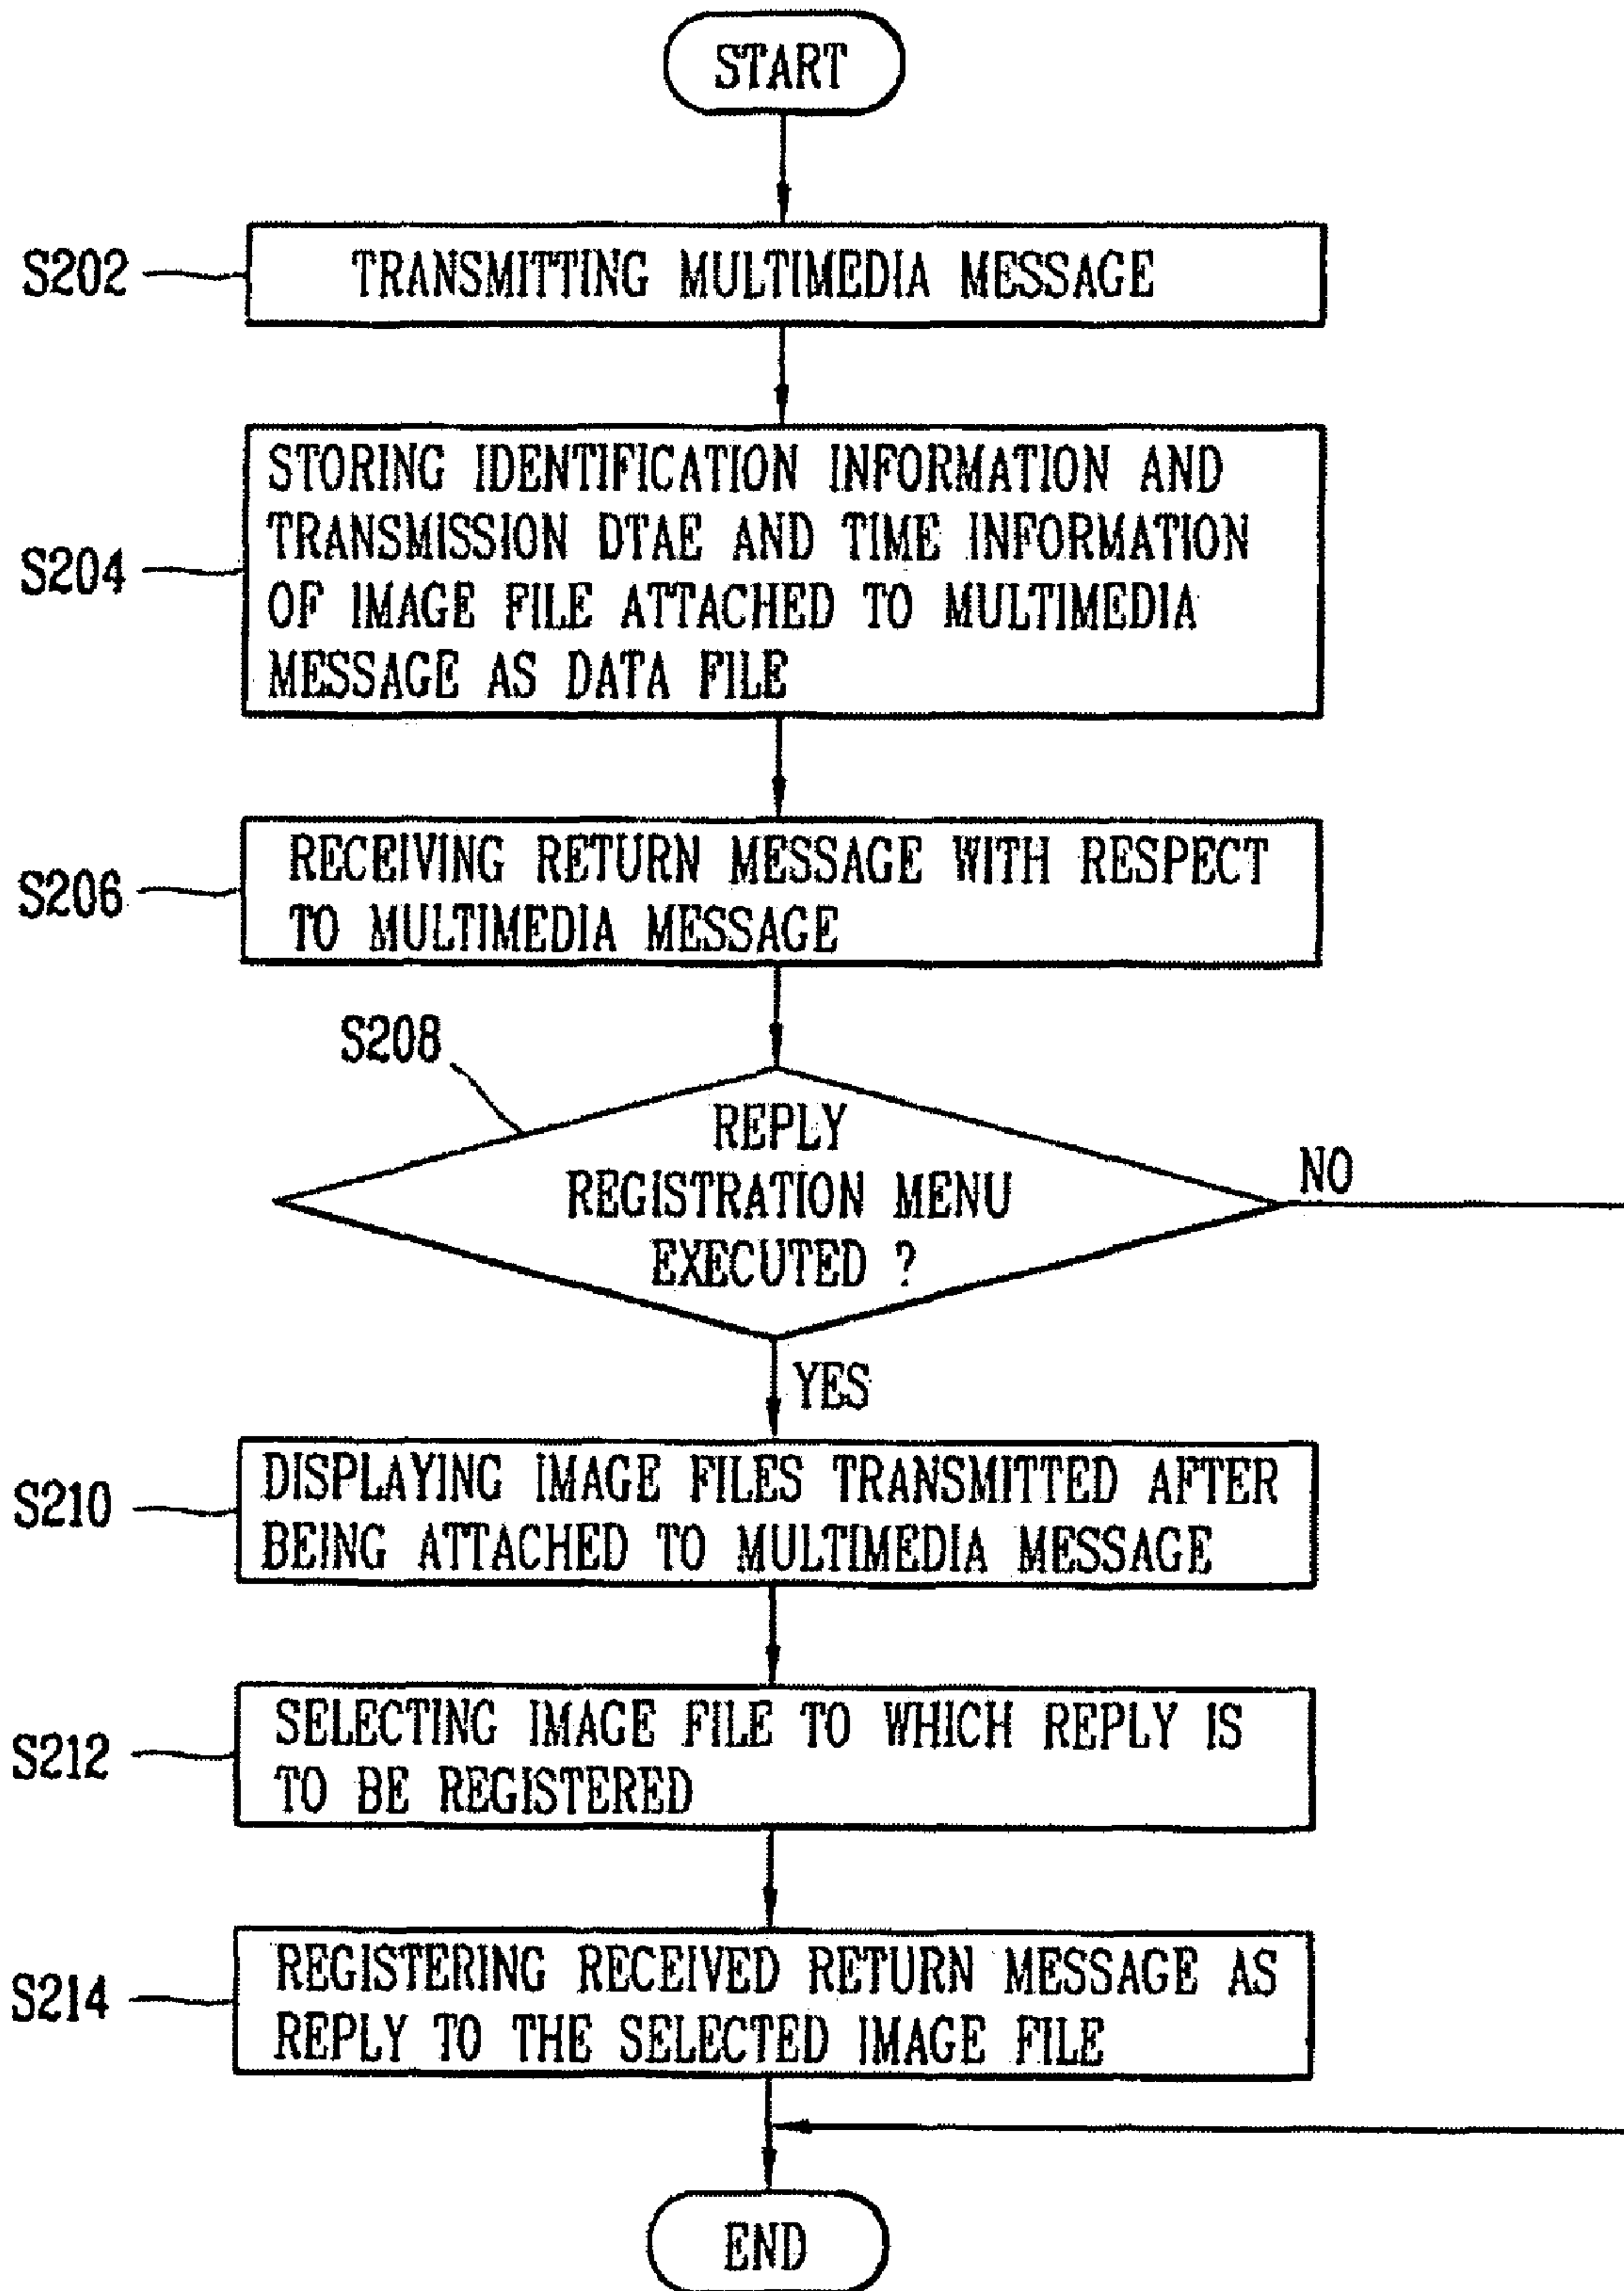 START
S202
TRANSMITTING MULTIMEDIA MESSAGE
S204
STORING IDENTIFICATION INFORMATION AND
TRANSMISSION DTAE AND TIME INFORMATION
OF IMAGE FILE ATTACHED TO MULTIMEDIA
MESSAGE AS DATA FILE
S206
RECEIVING RETURN MESSAGE WITH RESPECT
TO MULTIMEDIA MESSAGE
S208
REPLY
REGISTRATION MENU
EXECUTED ?
NO
YES
S210
DISPLAYING IMAGE FILES TRANSMITTED AFTER
BEING ATTACHED TO MULTIMEDIA MESSAGE
S212
SELECTING IMAGE FILE TO WHICH REPLY IS
TO BE REGISTERED
S214
REGISTERING RECEIVED RETURN MESSAGE AS
REPLY TO THE SELECTED IMAGE FILE
END